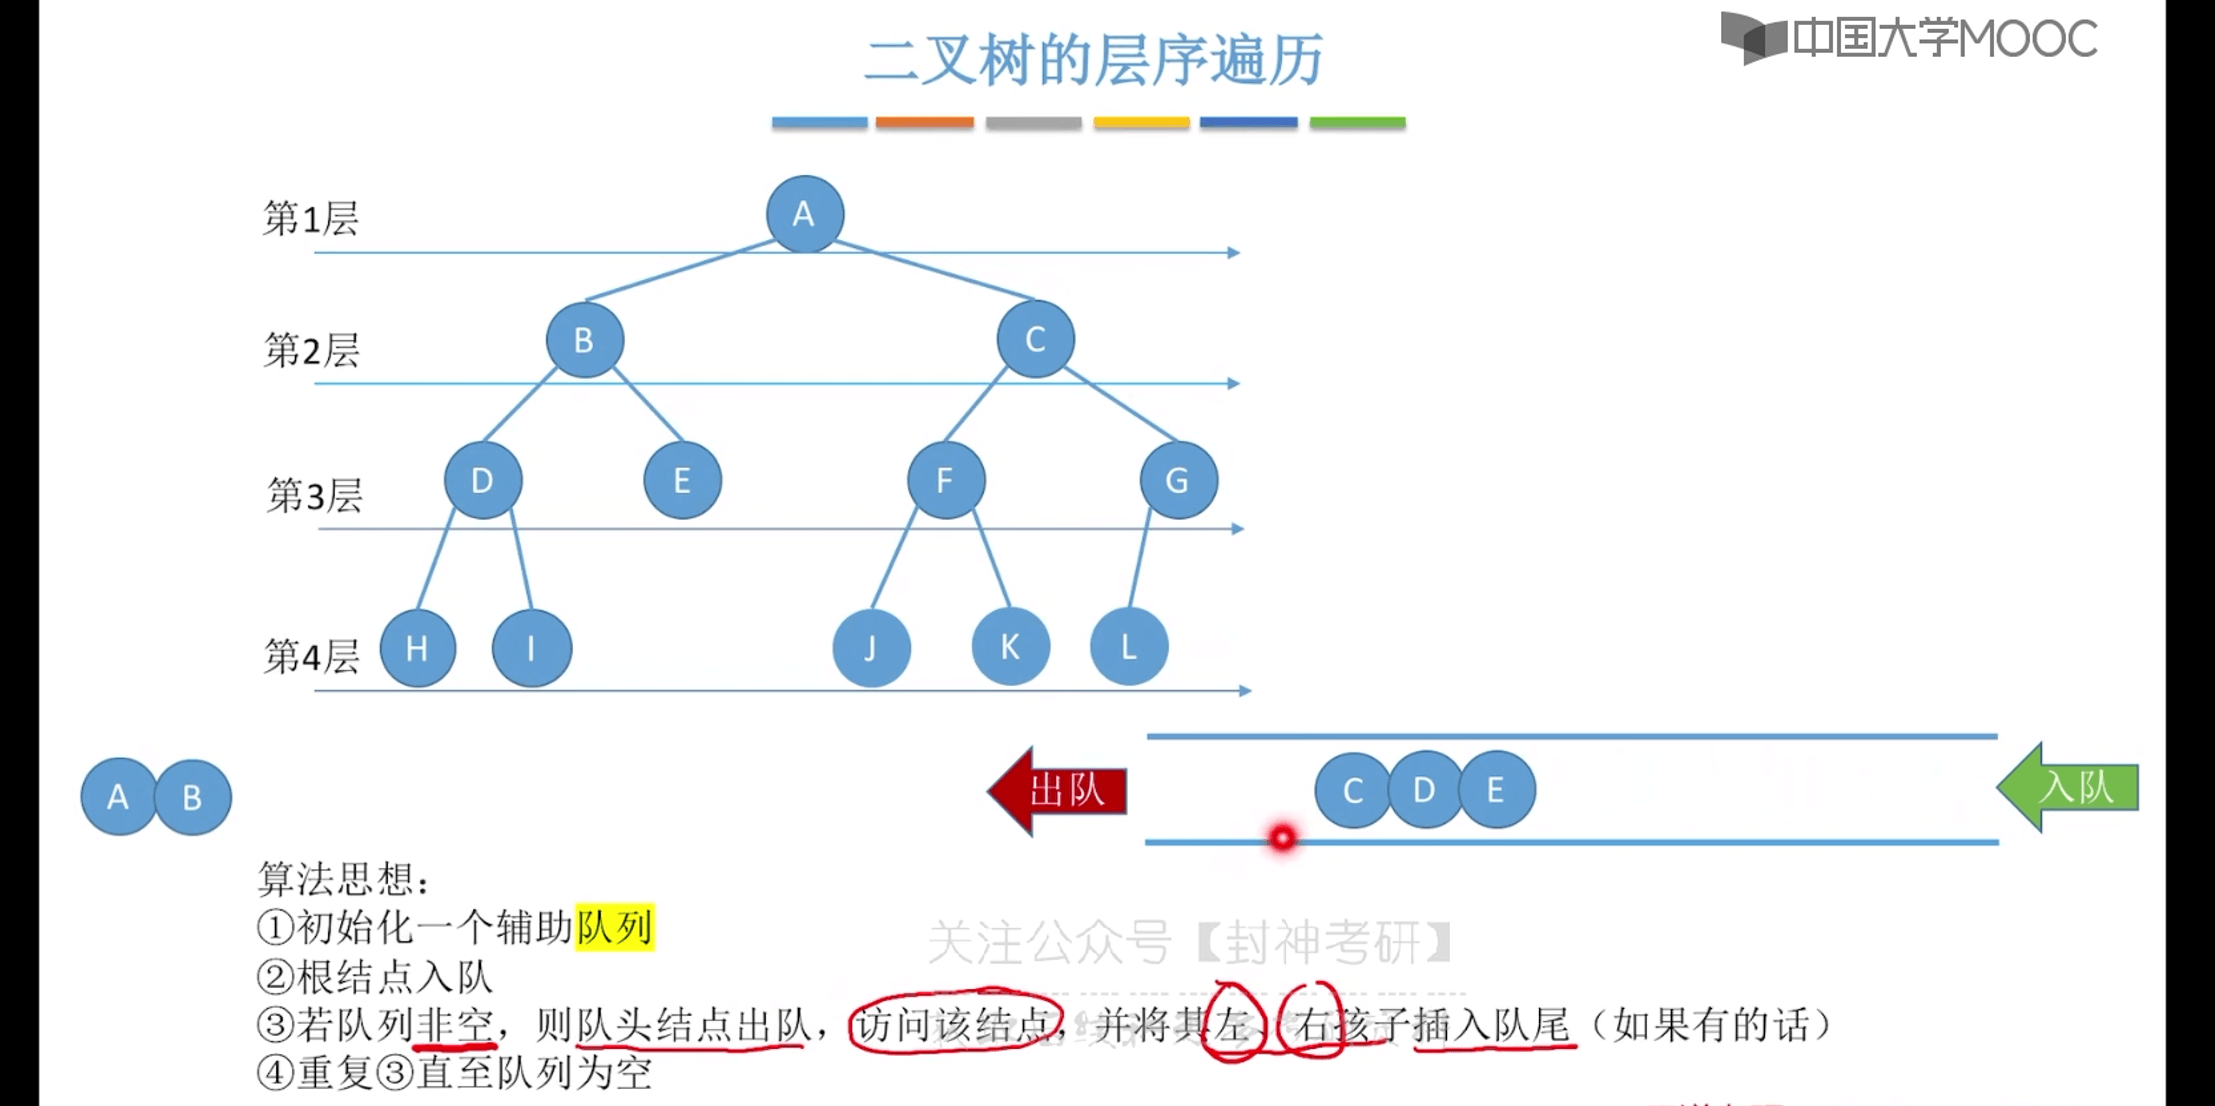 二叉树的层序遍历
中国大学MOOC
第1层
A
第2层
B
C
第3层
D
E
F
G
第4层
H
I
J
K
L
A
B
出队
C
D
E
入队
算法思想：
①初始化一个辅助队列
关注公众号【封神考研】
②根结点入队
③若队列非空，则队头结点出队，访问该结点，并将其左、右孩子插入队尾（如果有的话）
④重复③直至队列为空